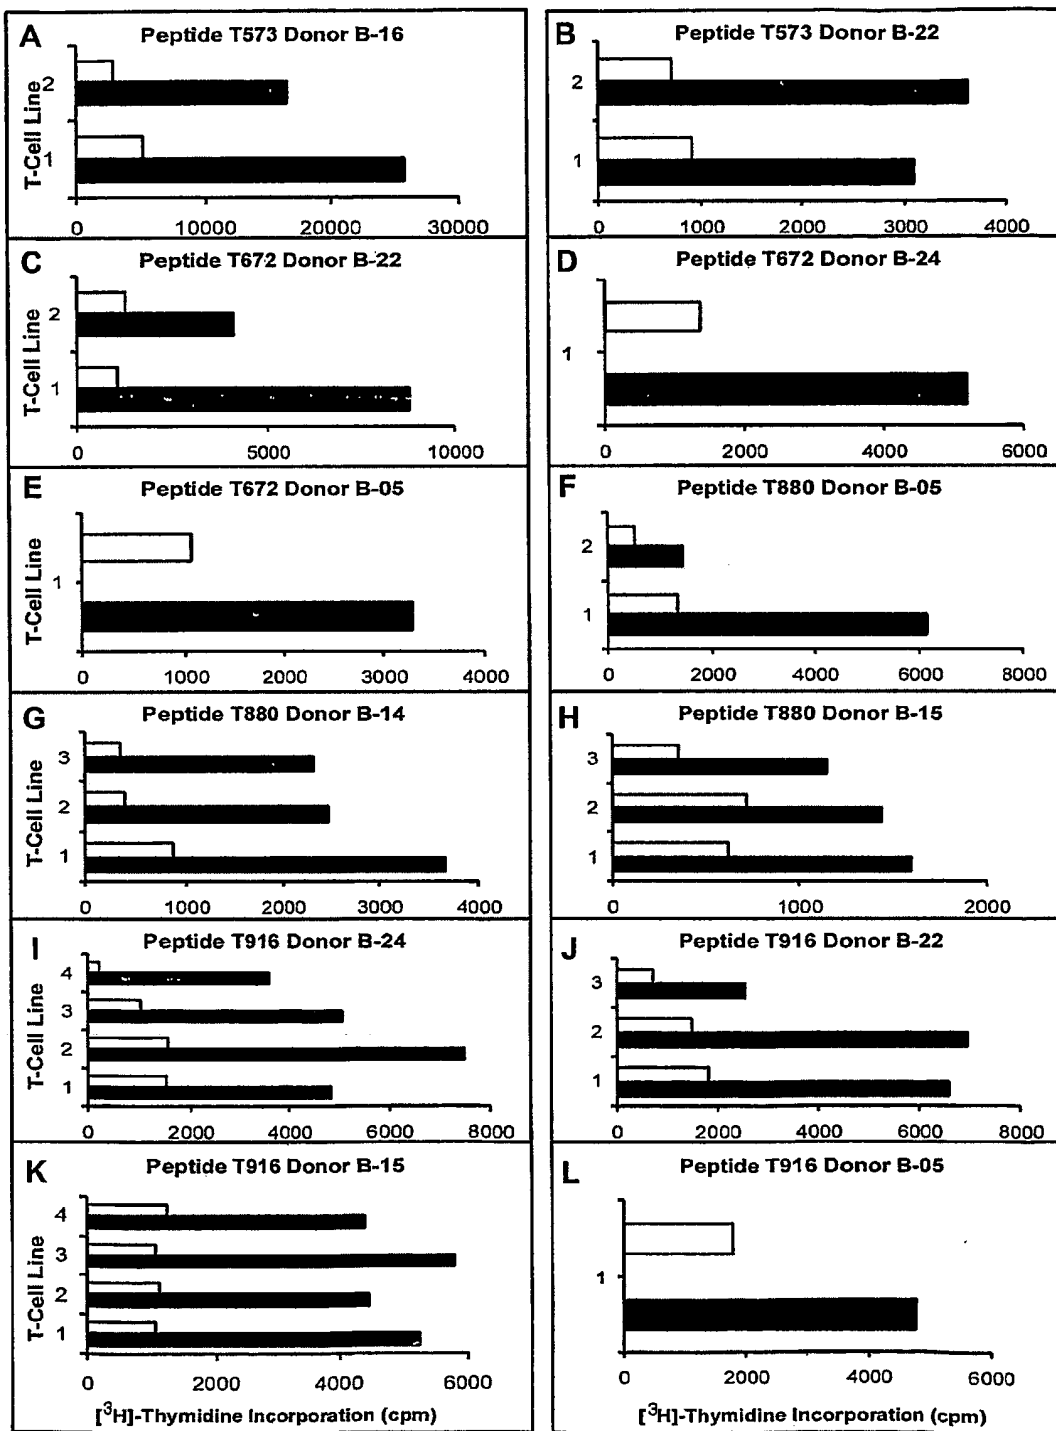 A
Peptide T573 Donor B-16
T-Cell Line
2
1
0 10000 20000 30000
B
Peptide T573 Donor B-22
2
1
0 1000 2000 3000 4000
C
Peptide T672 Donor B-22
T-Cell Line
2
1
0 5000 10000
D
Peptide T672 Donor B-24
1
0 2000 4000 6000
E
Peptide T672 Donor B-05
T-Cell Line
1
0 1000 2000 3000 4000
F
Peptide T880 Donor B-05
2
1
0 2000 4000 6000 8000
G
Peptide T880 Donor B-14
T-Cell Line
3
2
1
0 1000 2000 3000 4000
H
Peptide T880 Donor B-15
3
2
1
0 1000 2000
I
Peptide T916 Donor B-24
T-Cell Line
4
3
2
1
0 2000 4000 6000 8000
J
Peptide T916 Donor B-22
3
2
1
0 2000 4000 6000 8000
K
Peptide T916 Donor B-15
T-Cell Line
4
3
2
1
0 2000 4000 6000
[³H]-Thymidine Incorporation (cpm)
L
Peptide T916 Donor B-05
1
0 2000 4000 6000
[³H]-Thymidine Incorporation (cpm)